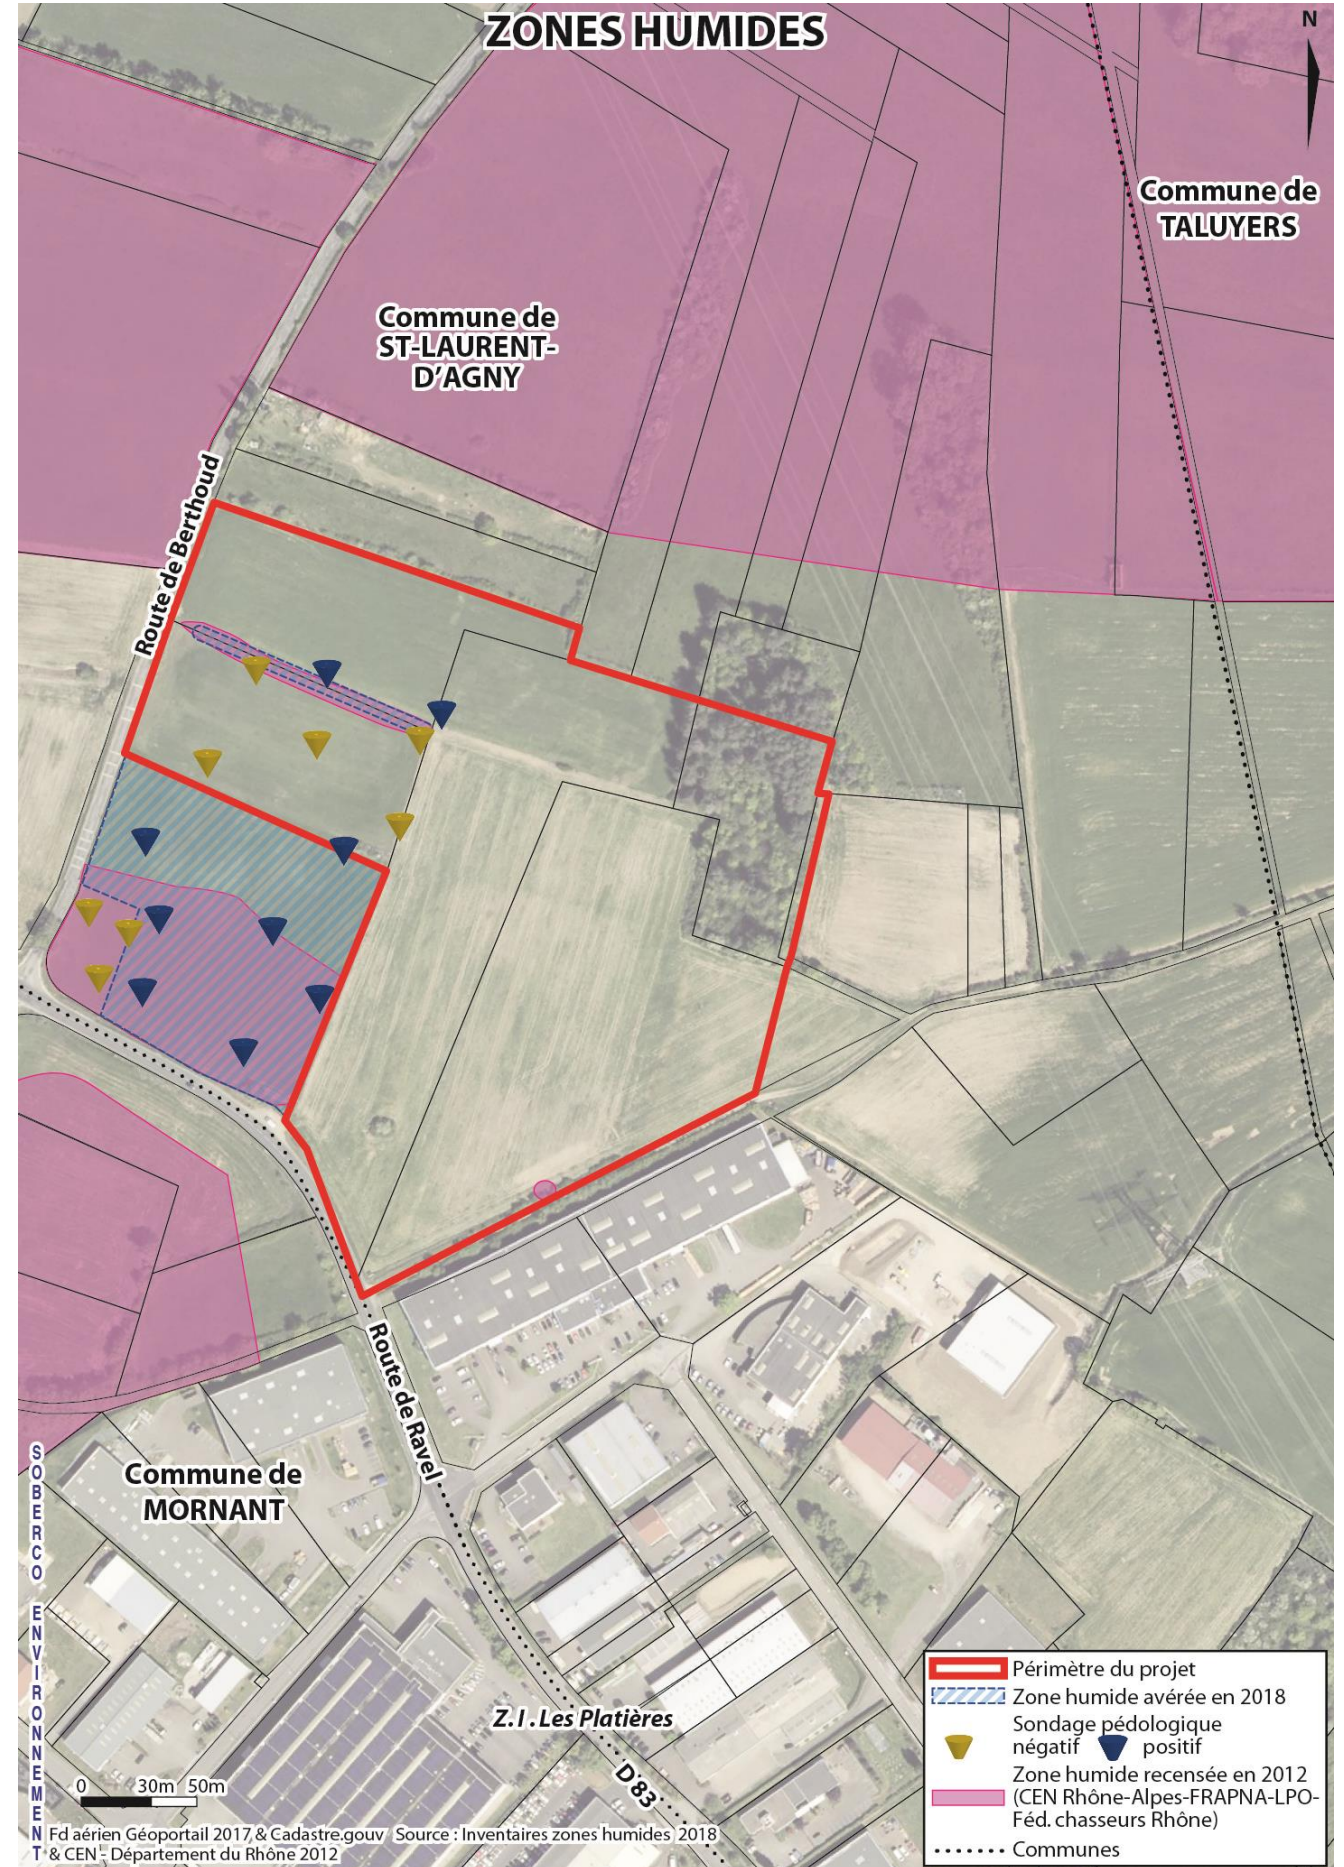 ZONES HUMIDES
N
Commune de
TALUYERS
Commune de
ST-LAURENT-
D'AGNY
Route de Berthoud
Route de Ravel
Commune de
MORNANT
Z.I. Les Platières
D 83
SOBERCO ENVIRONNEMENT
0 30m 50m
Fd aérien Géoportail 2017 & Cadastre.gouv Source : Inventaires zones humides 2018
& CEN - Département du Rhône 2012
Périmètre du projet
Zone humide avérée en 2018
Sondage pédologique
négatif positif
Zone humide recensée en 2012
(CEN Rhône-Alpes-FRAPNA-LPO-
Féd. chasseurs Rhône)
Communes